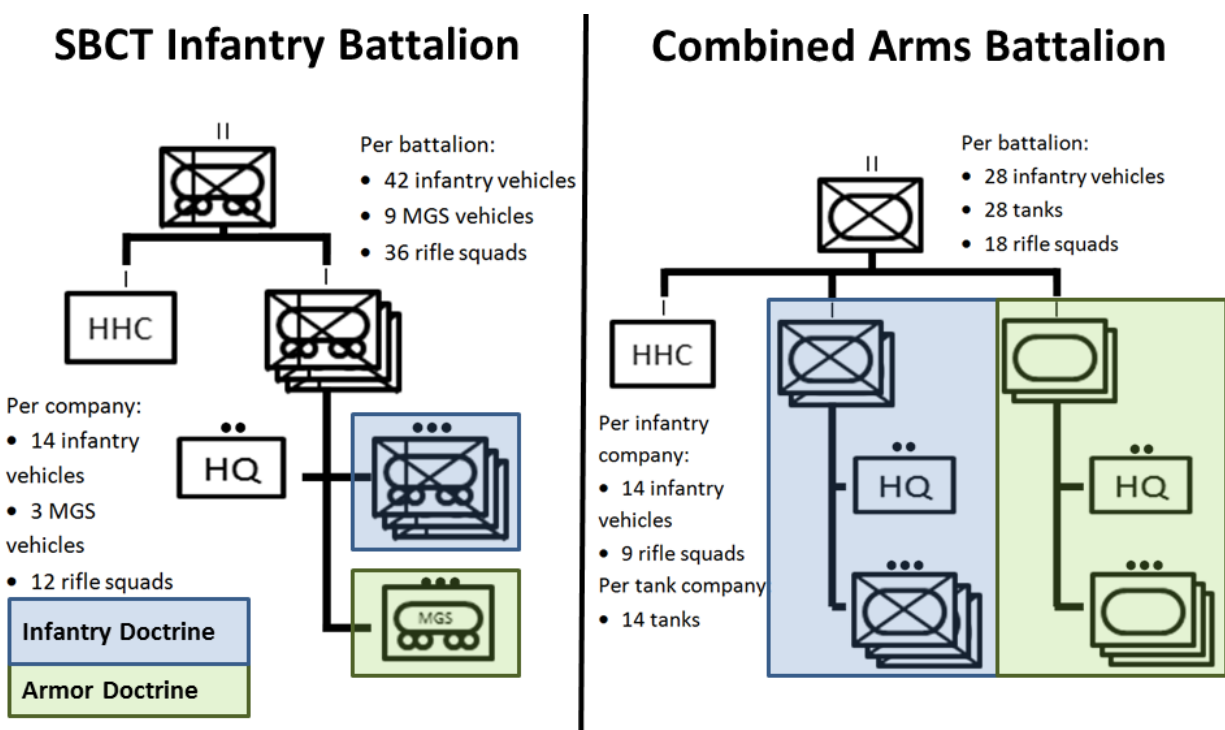 SBCT Infantry Battalion
Per battalion:
• 42 infantry vehicles
• 9 MGS vehicles
• 36 rifle squads
HHC
Per company:
• 14 infantry
vehicles
• 3 MGS
vehicles
• 12 rifle squads
HQ
MGS
Infantry Doctrine
Armor Doctrine
Combined Arms Battalion
Per battalion:
• 28 infantry vehicles
• 28 tanks
• 18 rifle squads
HHC
Per infantry
company:
• 14 infantry
vehicles
• 9 rifle squads
Per tank company:
• 14 tanks
HQ
HQ